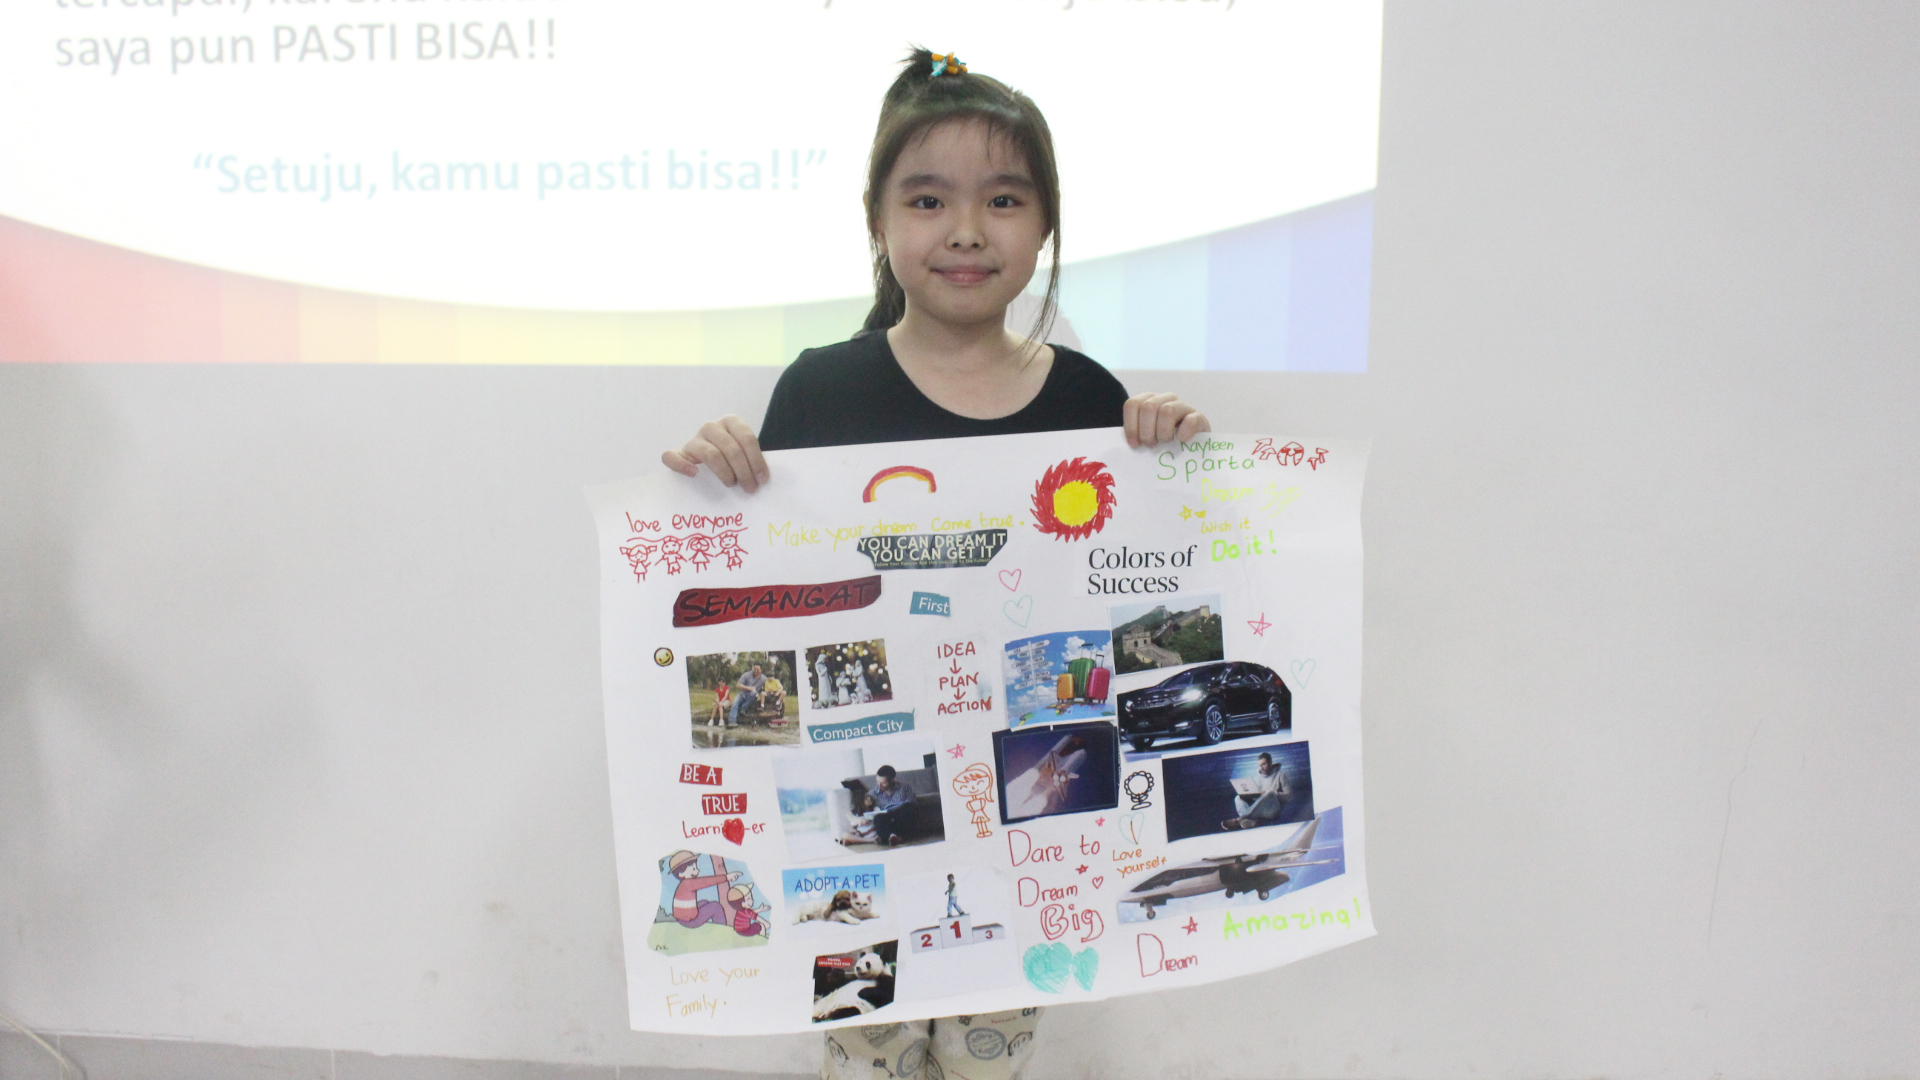 saya pun PASTI BISA!!
“Setuju, kamu pasti bisa!!”
Kayleen
Sparta
Dream
Wish it
Do it!
love everyone
Make your dream come true.
YOU CAN DREAM IT
YOU CAN GET IT
Colors of
Success
SEMANGAT
First
IDEA
PLAN
ACTION
Compact City
BE A
TRUE
Learn-er
Dare to
Dream
Big
Love
yourself
ADOPT A PET
2 1 3
Amazing!
Dream
Love your
Family.